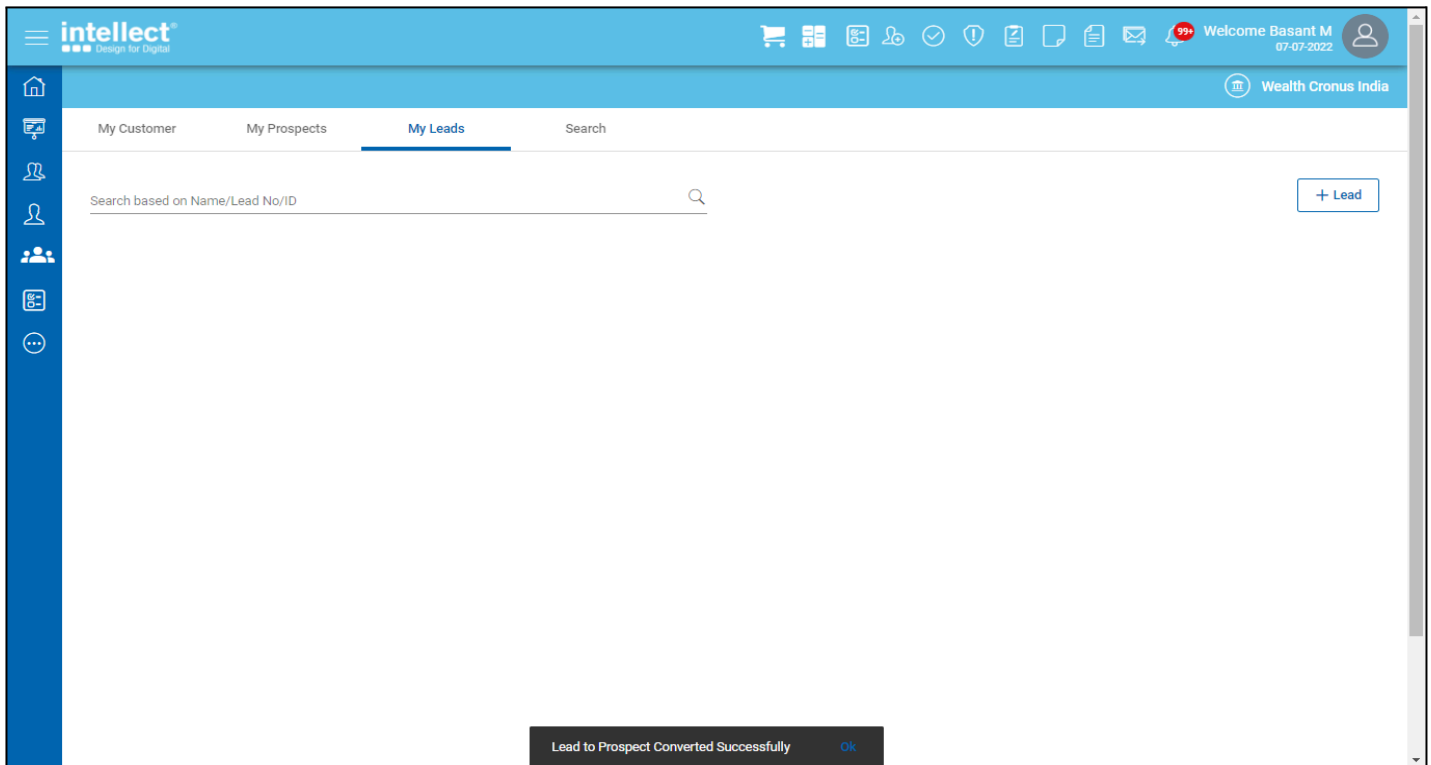 intellect®
Design for Digital
99+
Welcome Basant M
07-07-2022
Wealth Cronus India
My Customer My Prospects My Leads Search
Search based on Name/Lead No/ID
+ Lead
Lead to Prospect Converted Successfully Ok